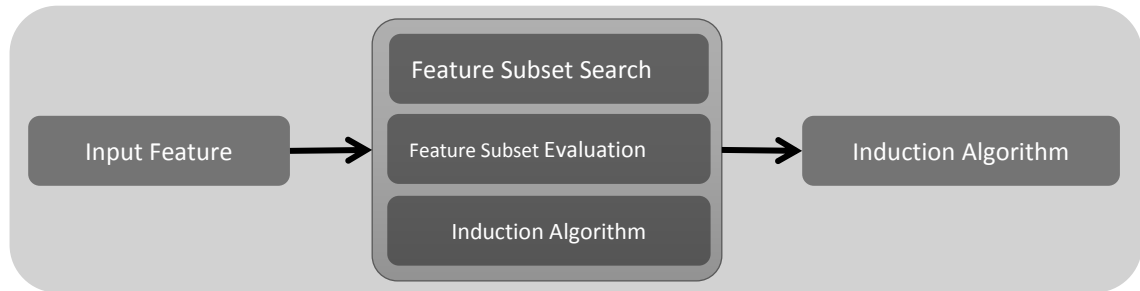 Input Feature
Feature Subset Search
Feature Subset Evaluation
Induction Algorithm
Induction Algorithm